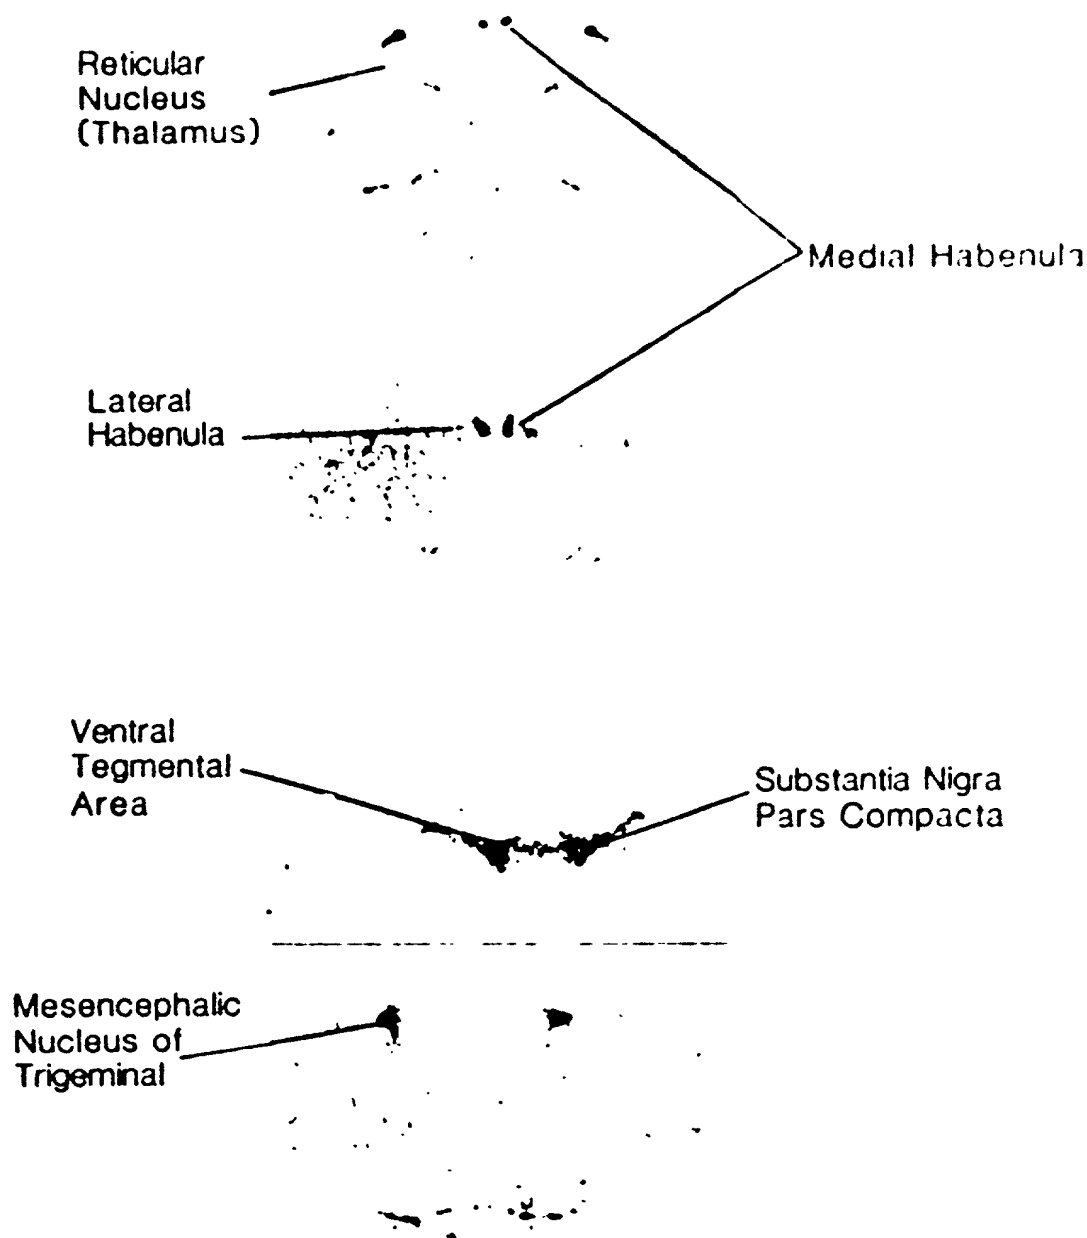 Reticular
Nucleus
(Thalamus)
Medial Habenula
Lateral
Habenula
Ventral
Tegmental
Area
Substantia Nigra
Pars Compacta
Mesencephalic
Nucleus of
Trigeminal